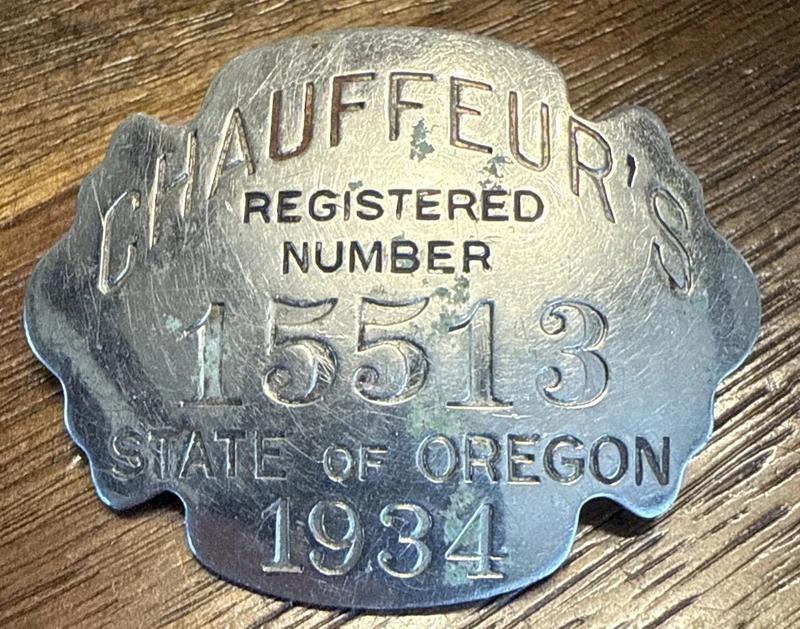 CHAUFFEUR'S
REGISTERED
NUMBER
15513
STATE OF OREGON
1934